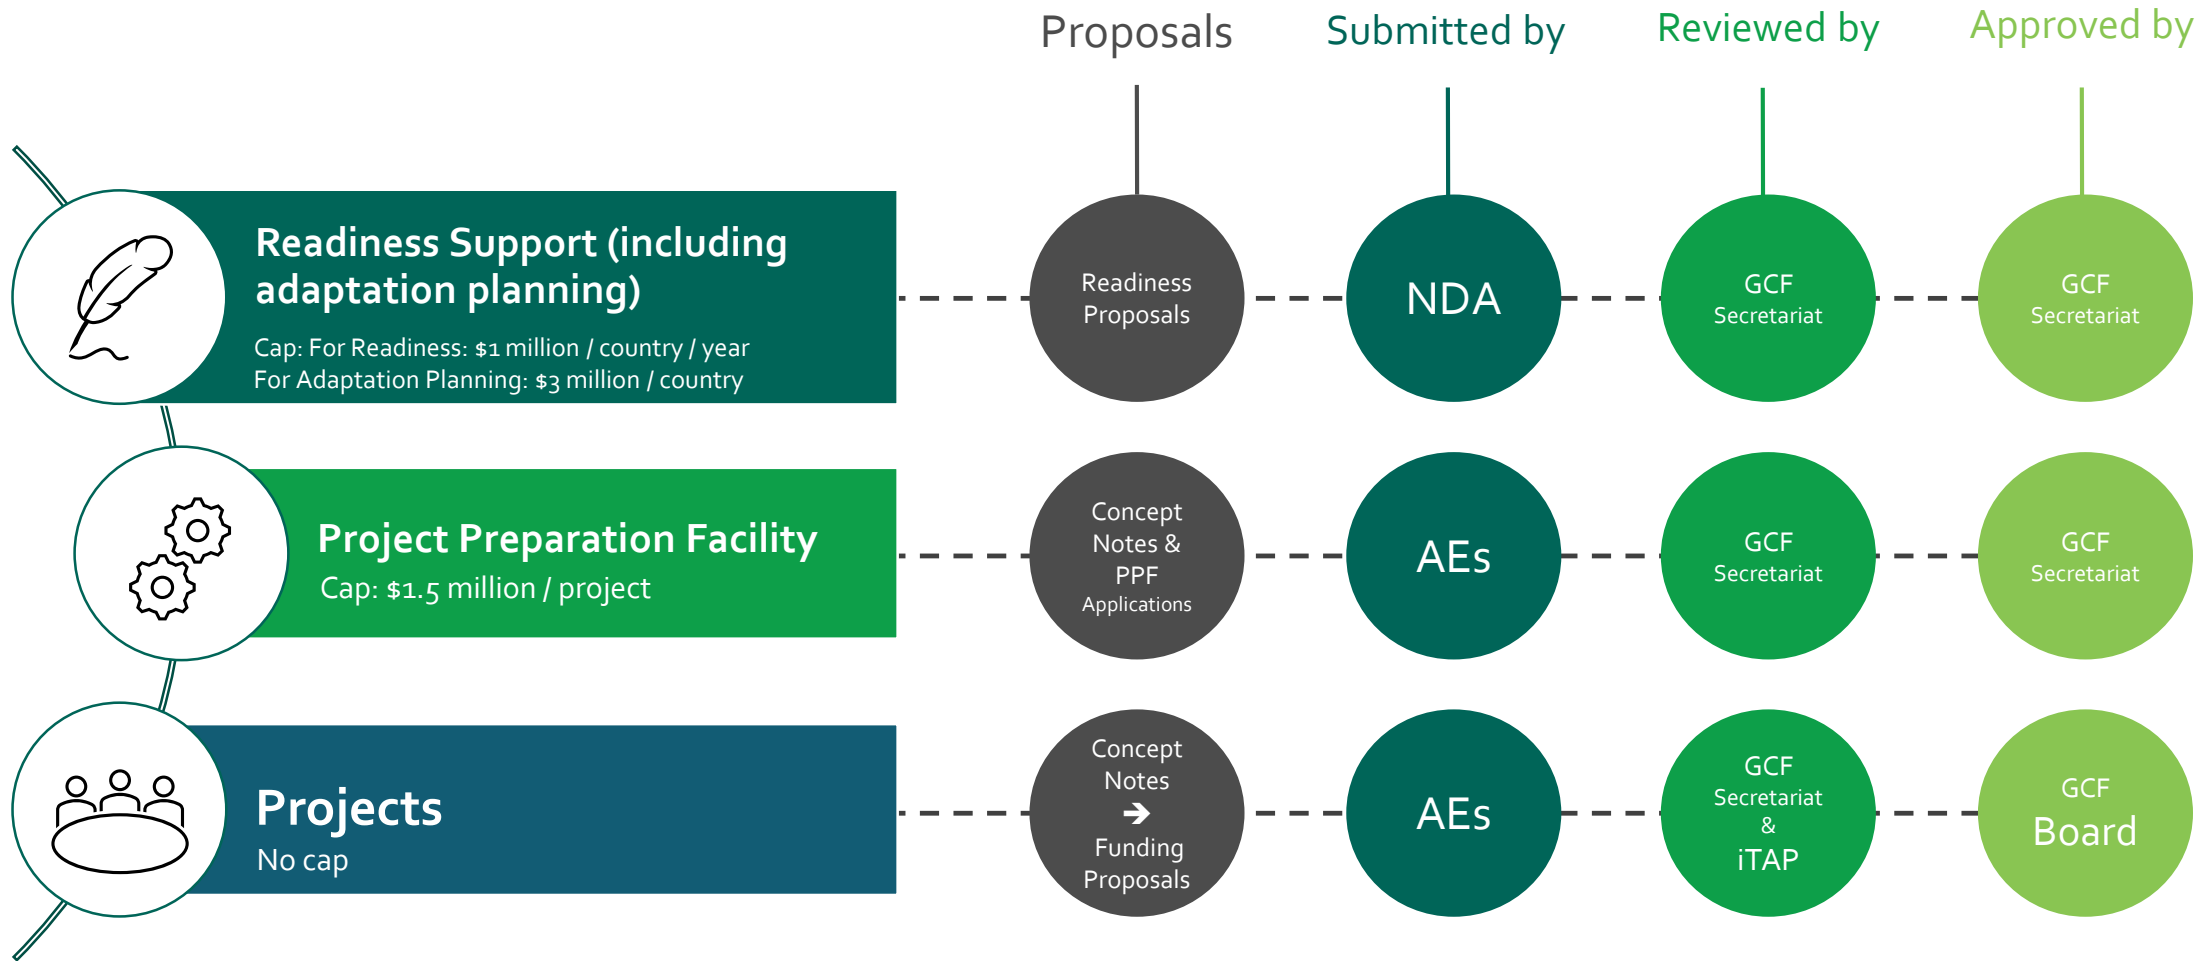 Proposals
Submitted by
Reviewed by
Approved by
Readiness Support (including
adaptation planning)
Cap: For Readiness: $1 million / country / year
For Adaptation Planning: $3 million / country
Readiness
Proposals
NDA
GCF
Secretariat
GCF
Secretariat
Project Preparation Facility
Cap: $1.5 million / project
Concept
Notes &
PPF
Applications
AEs
GCF
Secretariat
GCF
Secretariat
Projects
No cap
Concept
Notes
➔
Funding
Proposals
AEs
GCF
Secretariat
&
iTAP
GCF
Board